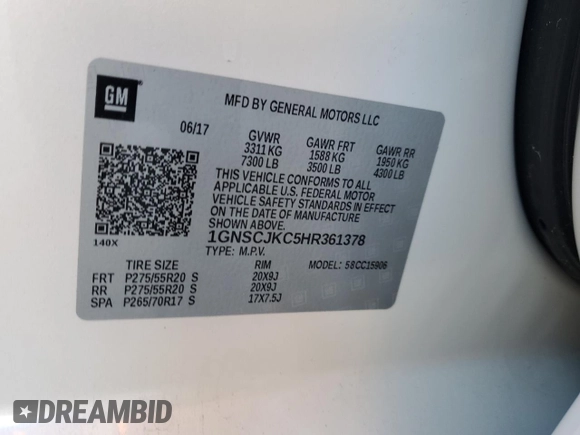 GM
MFD BY GENERAL MOTORS LLC
06/17
GVWR GAWR FRT GAWR RR
3311 KG 1588 KG 1950 KG
7300 LB 3500 LB 4300 LB
THIS VEHICLE CONFORMS TO ALL
APPLICABLE U.S. FEDERAL MOTOR
VEHICLE SAFETY STANDARDS IN EFFECT
ON THE DATE OF MANUFACTURE
SHOWN ABOVE.
140X
1GNSCJKC5HR361378
TYPE: M.P.V. MODEL: 58CC15906
TIRE SIZE RIM
FRT P275/55R20 S 20X9J
RR P275/55R20 S 20X9J
SPA P265/70R17 S 17X7.5J
DREAMBID